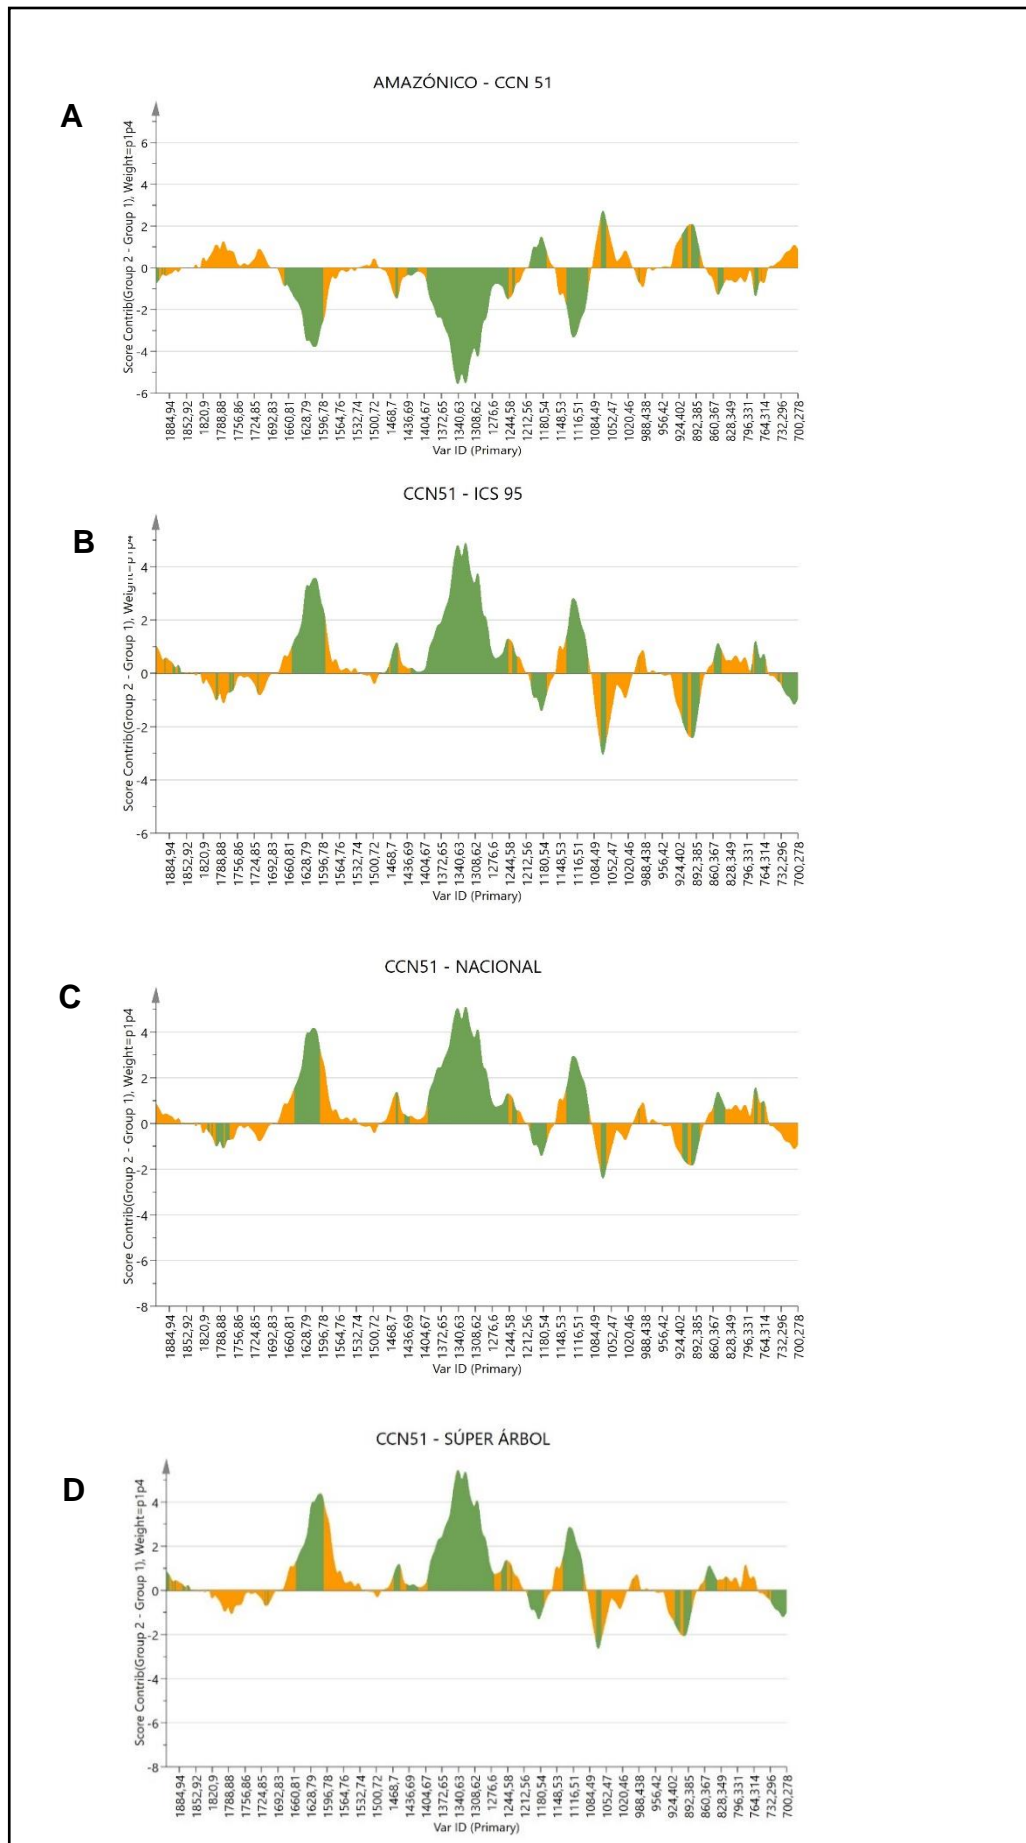 AMAZÓNICO - CCN 51
A
Score Contrib(Group 2 - Group 1), Weight=p1p4
6
4
2
0
-2
-4
-6
1884,94 1852,92 1820,9 1788,88 1756,86 1724,85 1692,83 1660,81 1628,79 1596,78 1564,76 1532,74 1500,72 1468,7 1436,69 1404,67 1372,65 1340,63 1308,62 1276,6 1244,58 1212,56 1180,54 1148,53 1116,51 1084,49 1052,47 1020,46 988,438 956,42 924,402 892,385 860,367 828,349 796,331 764,314 732,296 700,278
Var ID (Primary)
CCN51 - ICS 95
B
Score Contrib(Group 2 - Group 1),
4
2
0
-2
-4
-6
1884,94 1852,92 1820,9 1788,88 1756,86 1724,85 1692,83 1660,81 1628,79 1596,78 1564,76 1532,74 1500,72 1468,7 1436,69 1404,67 1372,65 1340,63 1308,62 1276,6 1244,58 1212,56 1180,54 1148,53 1116,51 1084,49 1052,47 1020,46 988,438 956,42 924,402 892,385 860,367 828,349 796,331 764,314 732,296 700,278
Var ID (Primary)
CCN51 - NACIONAL
C
Score Contrib(Group 2 - Group 1), Weight=p1p4
4
2
0
-2
-4
-6
-8
1884,94 1852,92 1820,9 1788,88 1756,86 1724,85 1692,83 1660,81 1628,79 1596,78 1564,76 1532,74 1500,72 1468,7 1436,69 1404,67 1372,65 1340,63 1308,62 1276,6 1244,58 1212,56 1180,54 1148,53 1116,51 1084,49 1052,47 1020,46 988,438 956,42 924,402 892,385 860,367 828,349 796,331 764,314 732,296 700,278
Var ID (Primary)
CCN51 - SÚPER ÁRBOL
D
Score Contrib(Group 2 - Group 1), Weight=p1p4
4
2
0
-2
-4
-6
-8
1884,94 1852,92 1820,9 1788,88 1756,86 1724,85 1692,83 1660,81 1628,79 1596,78 1564,76 1532,74 1500,72 1468,7 1436,69 1404,67 1372,65 1340,63 1308,62 1276,6 1244,58 1212,56 1180,54 1148,53 1116,51 1084,49 1052,47 1020,46 988,438 956,42 924,402 892,385 860,367 828,349 796,331 764,314 732,296 700,278